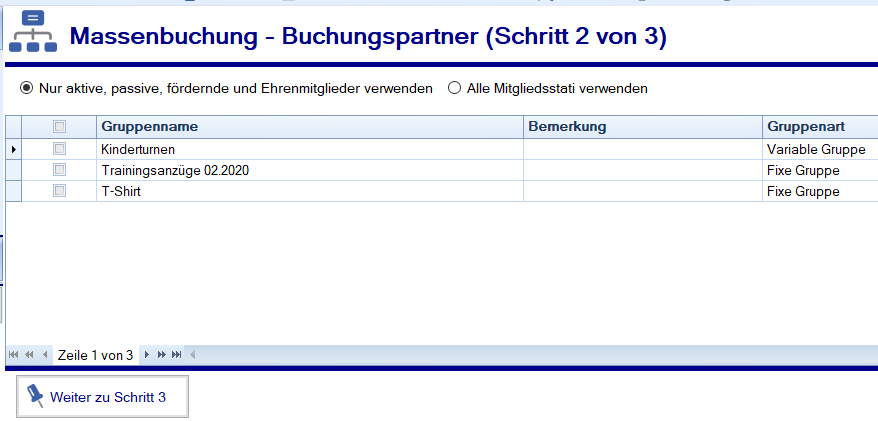 Massenbuchung - Buchungspartner (Schritt 2 von 3)
Nur aktive, passive, fördernde und Ehrenmitglieder verwenden Alle Mitgliedsstati verwenden
Gruppenname Bemerkung Gruppenart
Kinderturnen Variable Gruppe
Trainingsanzüge 02.2020 Fixe Gruppe
T-Shirt Fixe Gruppe
Zeile 1 von 3
Weiter zu Schritt 3